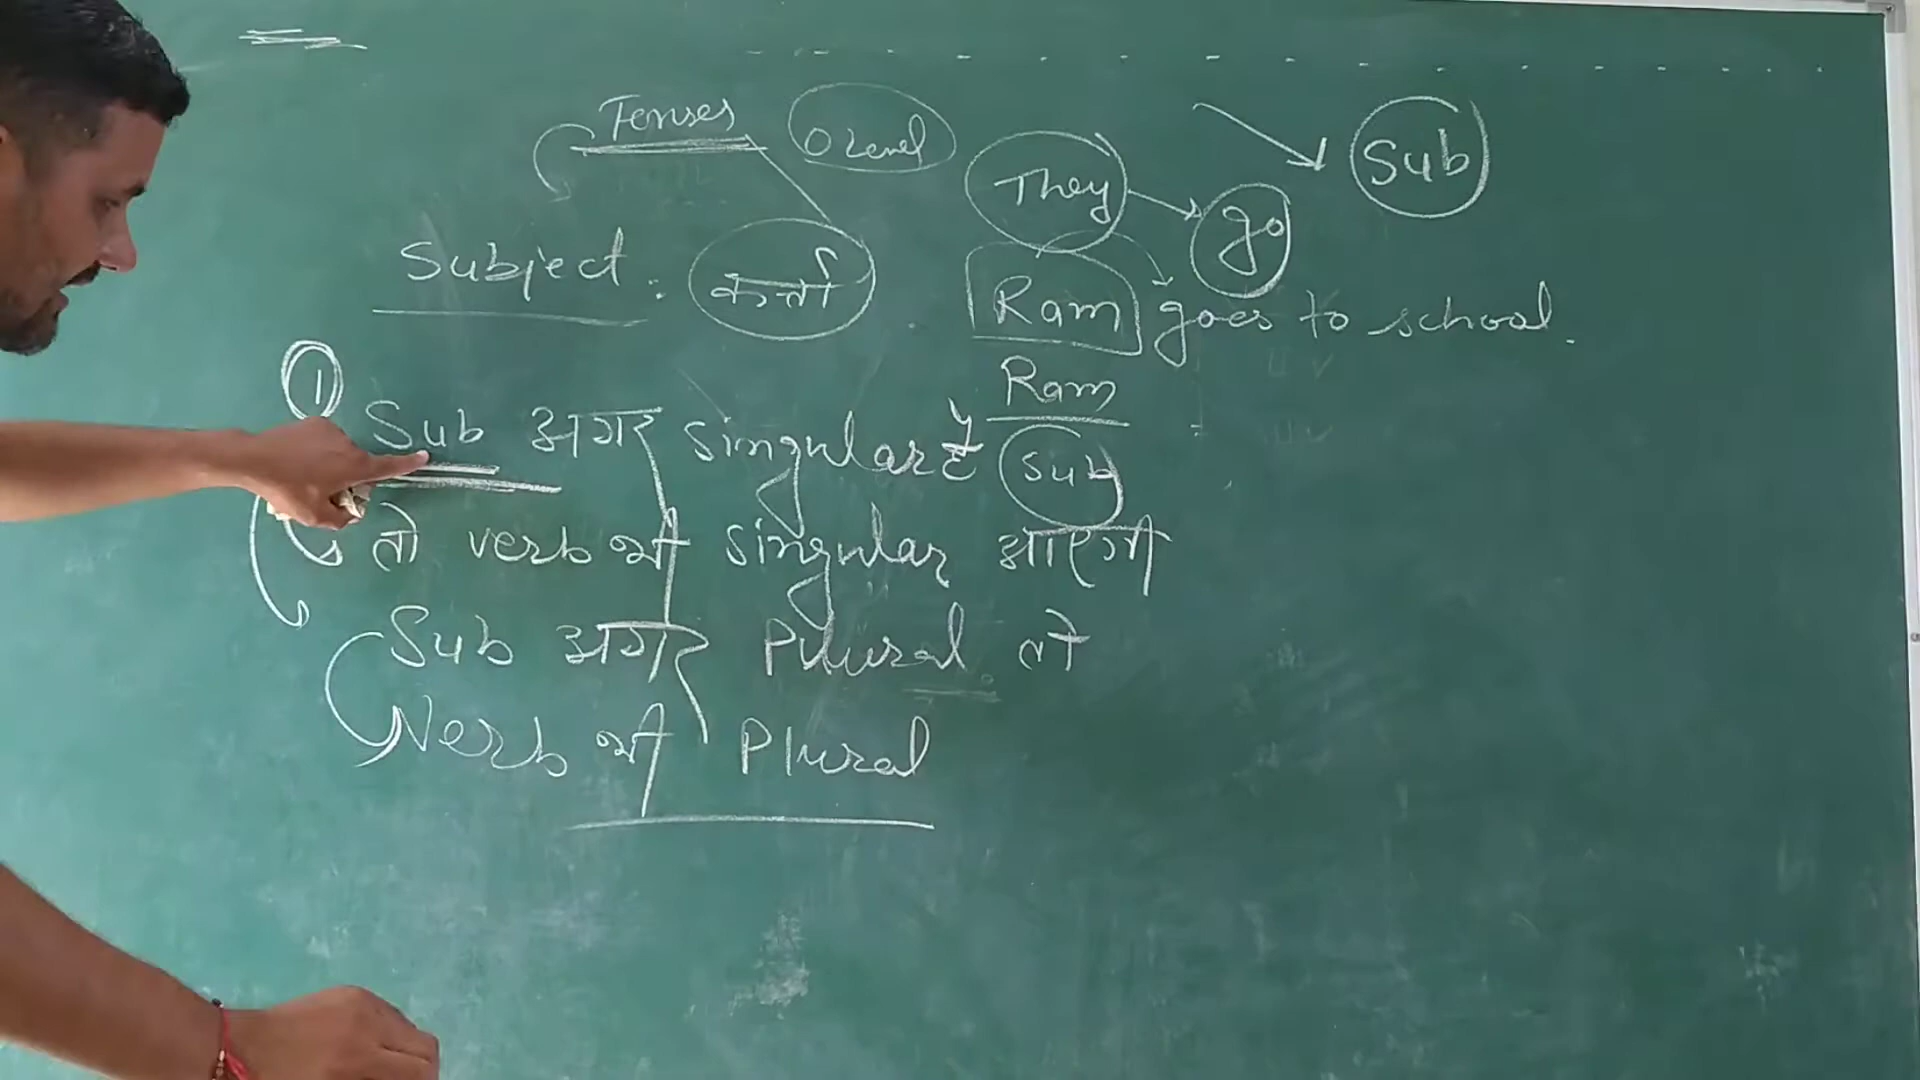 Tenses O Level
Sub
They go
Subject : कर्ता
Ram goes to school.
Ram
① Sub अगर singular है Sub
तो verb भी singular आएगी
Sub अगर Plural तो
Verb भी Plural